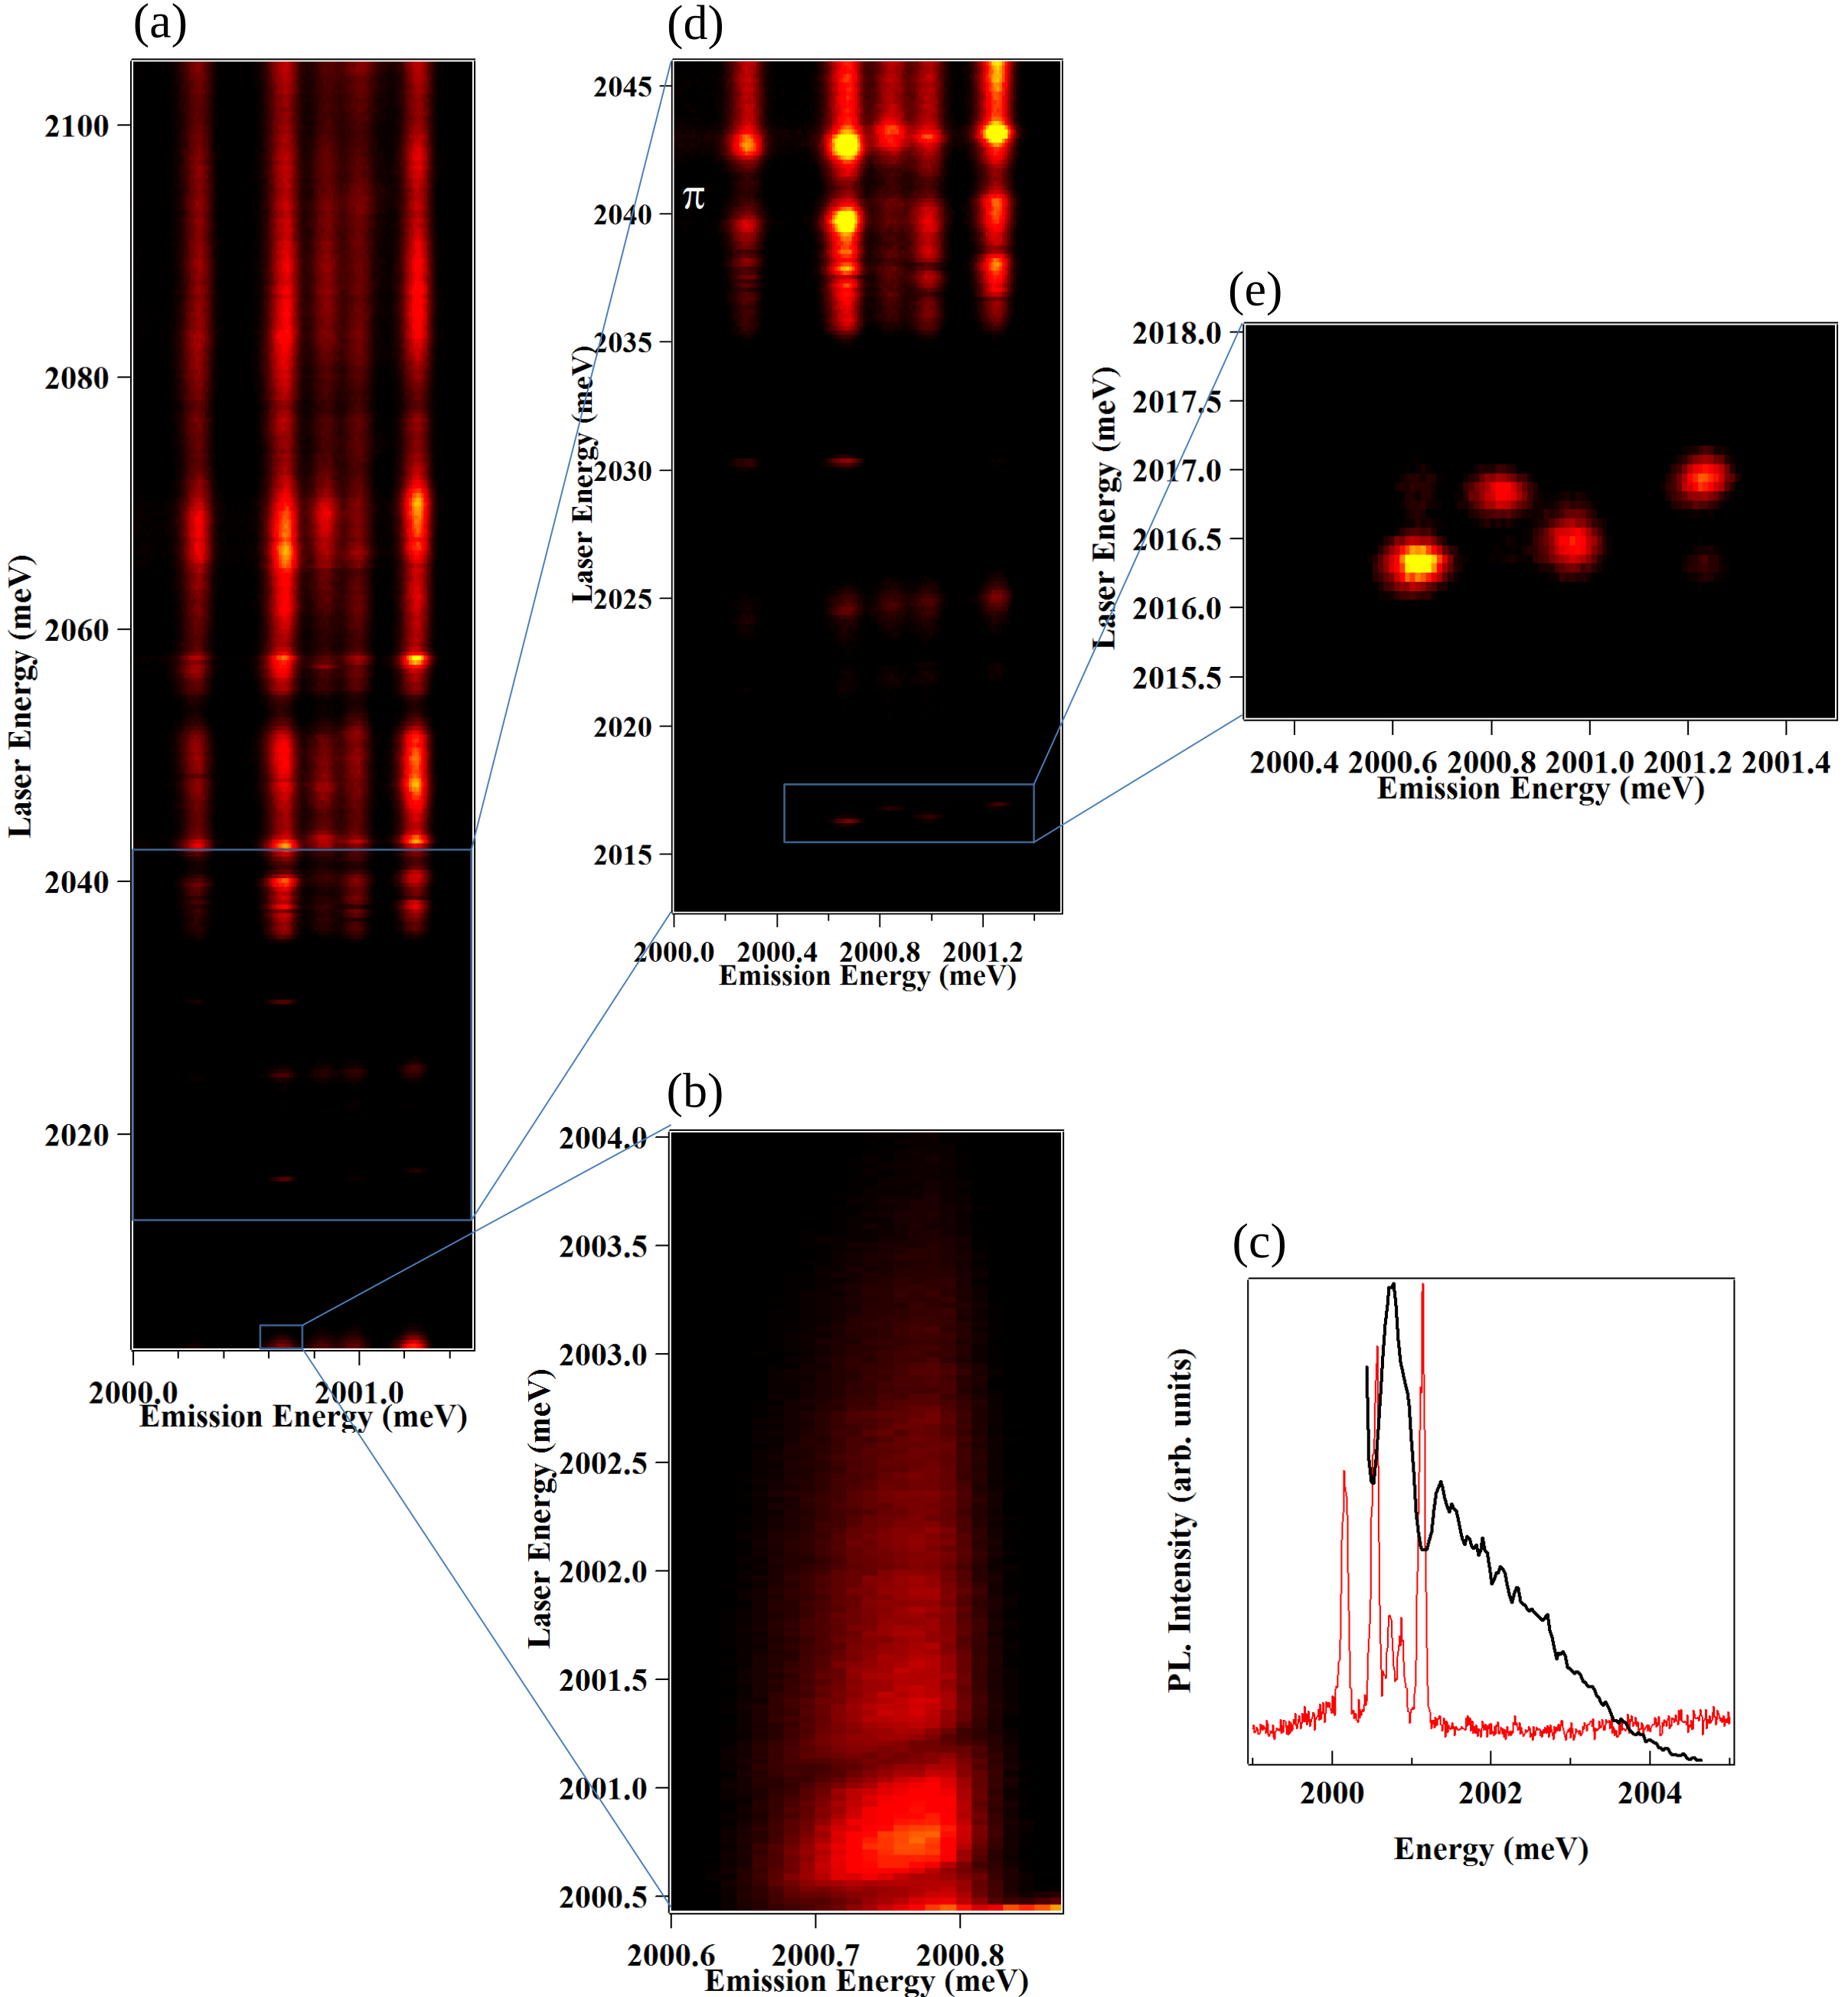 (a)
2100
2080
2060
2040
2020
Laser Energy (meV)
2000.0 2001.0
Emission Energy (meV)
(d)
π
2045
2040
2035
2030
2025
2020
2015
Laser Energy (meV)
2000.0 2000.4 2000.8 2001.2
Emission Energy (meV)
(e)
2018.0
2017.5
2017.0
2016.5
2016.0
2015.5
Laser Energy (meV)
2000.4 2000.6 2000.8 2001.0 2001.2 2001.4
Emission Energy (meV)
(b)
2004.0
2003.5
2003.0
2002.5
2002.0
2001.5
2001.0
2000.5
Laser Energy (meV)
2000.6 2000.7 2000.8
Emission Energy (meV)
(c)
PL. Intensity (arb. units)
2000 2002 2004
Energy (meV)